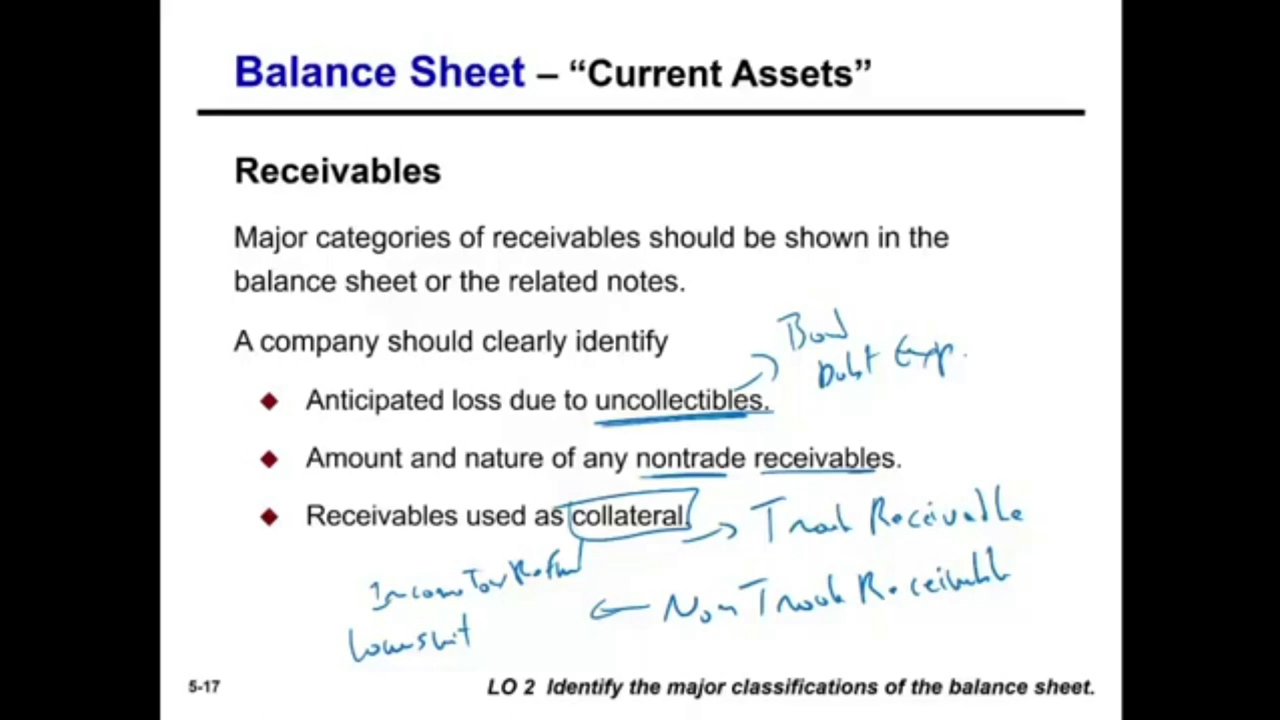 Balance Sheet – “Current Assets”
Receivables
Major categories of receivables should be shown in the
balance sheet or the related notes.
A company should clearly identify
Bad
Debt Exp.
◆ Anticipated loss due to uncollectibles.
◆ Amount and nature of any nontrade receivables.
◆ Receivables used as collateral.
Trade Receivable
Income Tax Refund
Non Trade Receivable
5-17
LO 2 Identify the major classifications of the balance sheet.